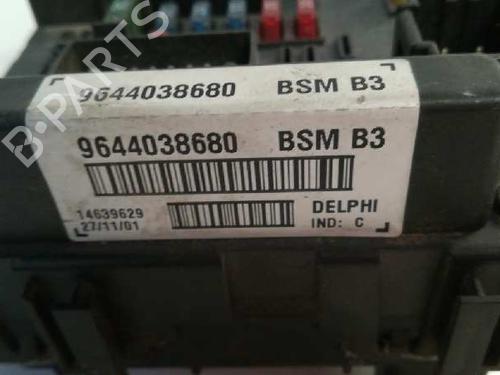 9644038680 BSM B3
9644038680 BSM B3
14639629 DELPHI
27/11/01 IND: C
B-PARTS